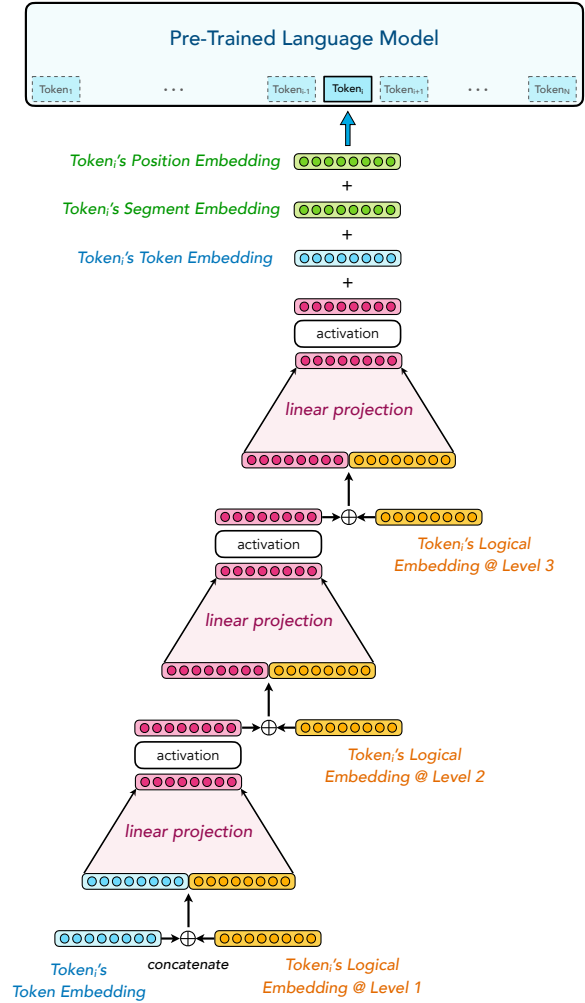 Pre-Trained Language Model
Token₁ ... Tokenᵢ₋₁ Tokenᵢ Tokenᵢ₊₁ ... Token_N
Tokenᵢ's Position Embedding
+
Tokenᵢ's Segment Embedding
+
Tokenᵢ's Token Embedding
+
activation
linear projection
Tokenᵢ's Logical
Embedding @ Level 3
activation
linear projection
Tokenᵢ's Logical
Embedding @ Level 2
activation
linear projection
concatenate
Tokenᵢ's
Token Embedding
Tokenᵢ's Logical
Embedding @ Level 1